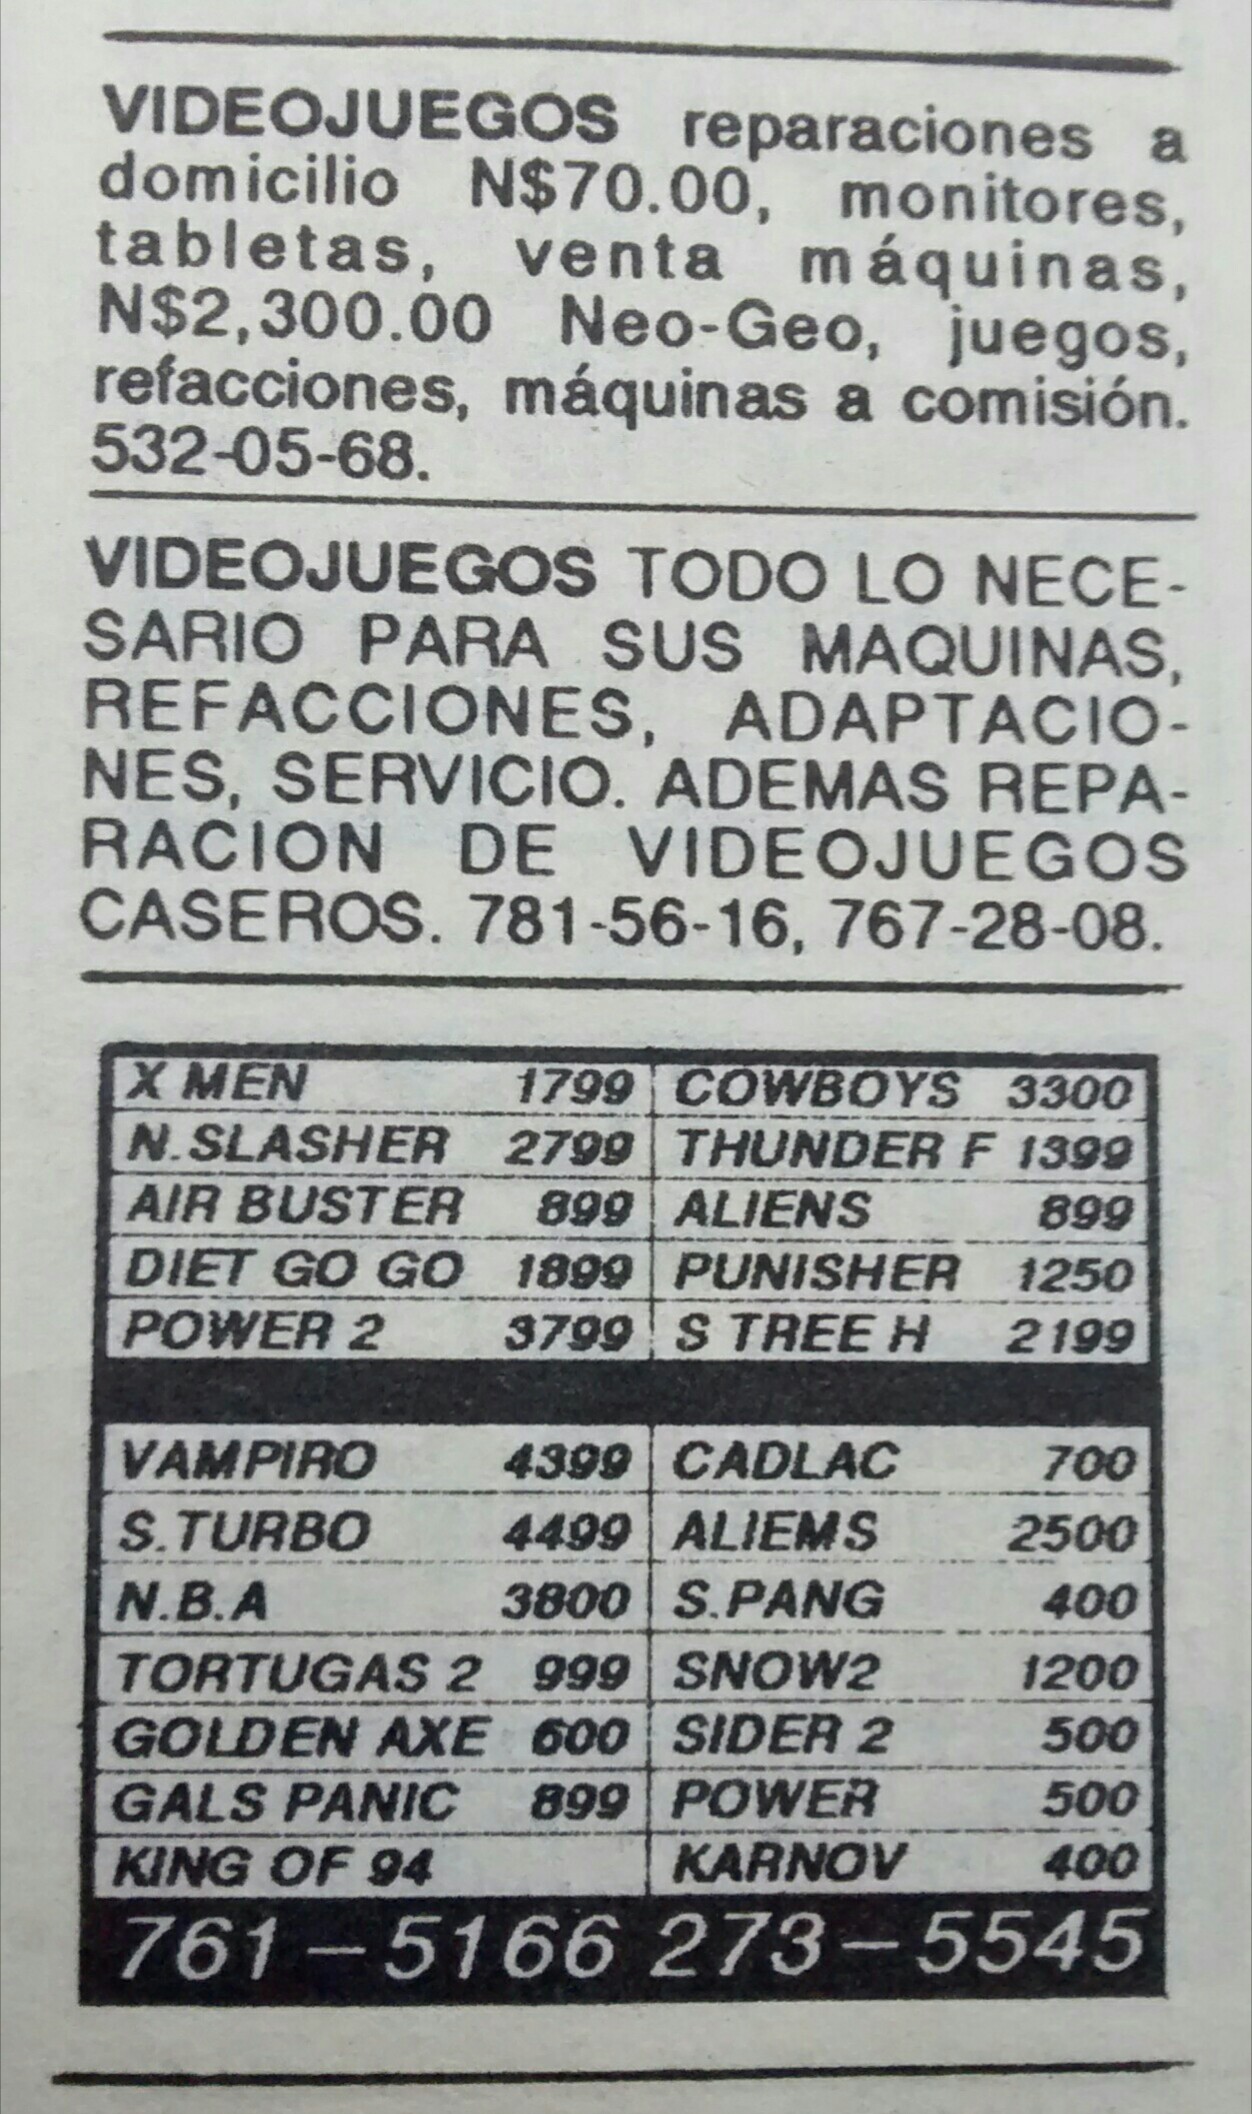 VIDEOJUEGOS reparaciones a
domicilio N$70.00, monitores,
tabletas, venta máquinas,
N$2,300.00 Neo-Geo, juegos,
refacciones, máquinas a comisión.
532-05-68.
VIDEOJUEGOS TODO LO NECE-
SARIO PARA SUS MAQUINAS,
REFACCIONES, ADAPTACIO-
NES, SERVICIO. ADEMAS REPA-
RACION DE VIDEOJUEGOS
CASEROS. 781-56-16, 767-28-08.
X MEN 1799 COWBOYS 3300
N.SLASHER 2799 THUNDER F 1399
AIR BUSTER 899 ALIENS 899
DIET GO GO 1899 PUNISHER 1250
POWER 2 3799 S TREE H 2199
VAMPIRO 4399 CADLAC 700
S.TURBO 4499 ALIEMS 2500
N.B.A 3800 S.PANG 400
TORTUGAS 2 999 SNOW2 1200
GOLDEN AXE 600 SIDER 2 500
GALS PANIC 899 POWER 500
KING OF 94 KARNOV 400
761-5166 273-5545